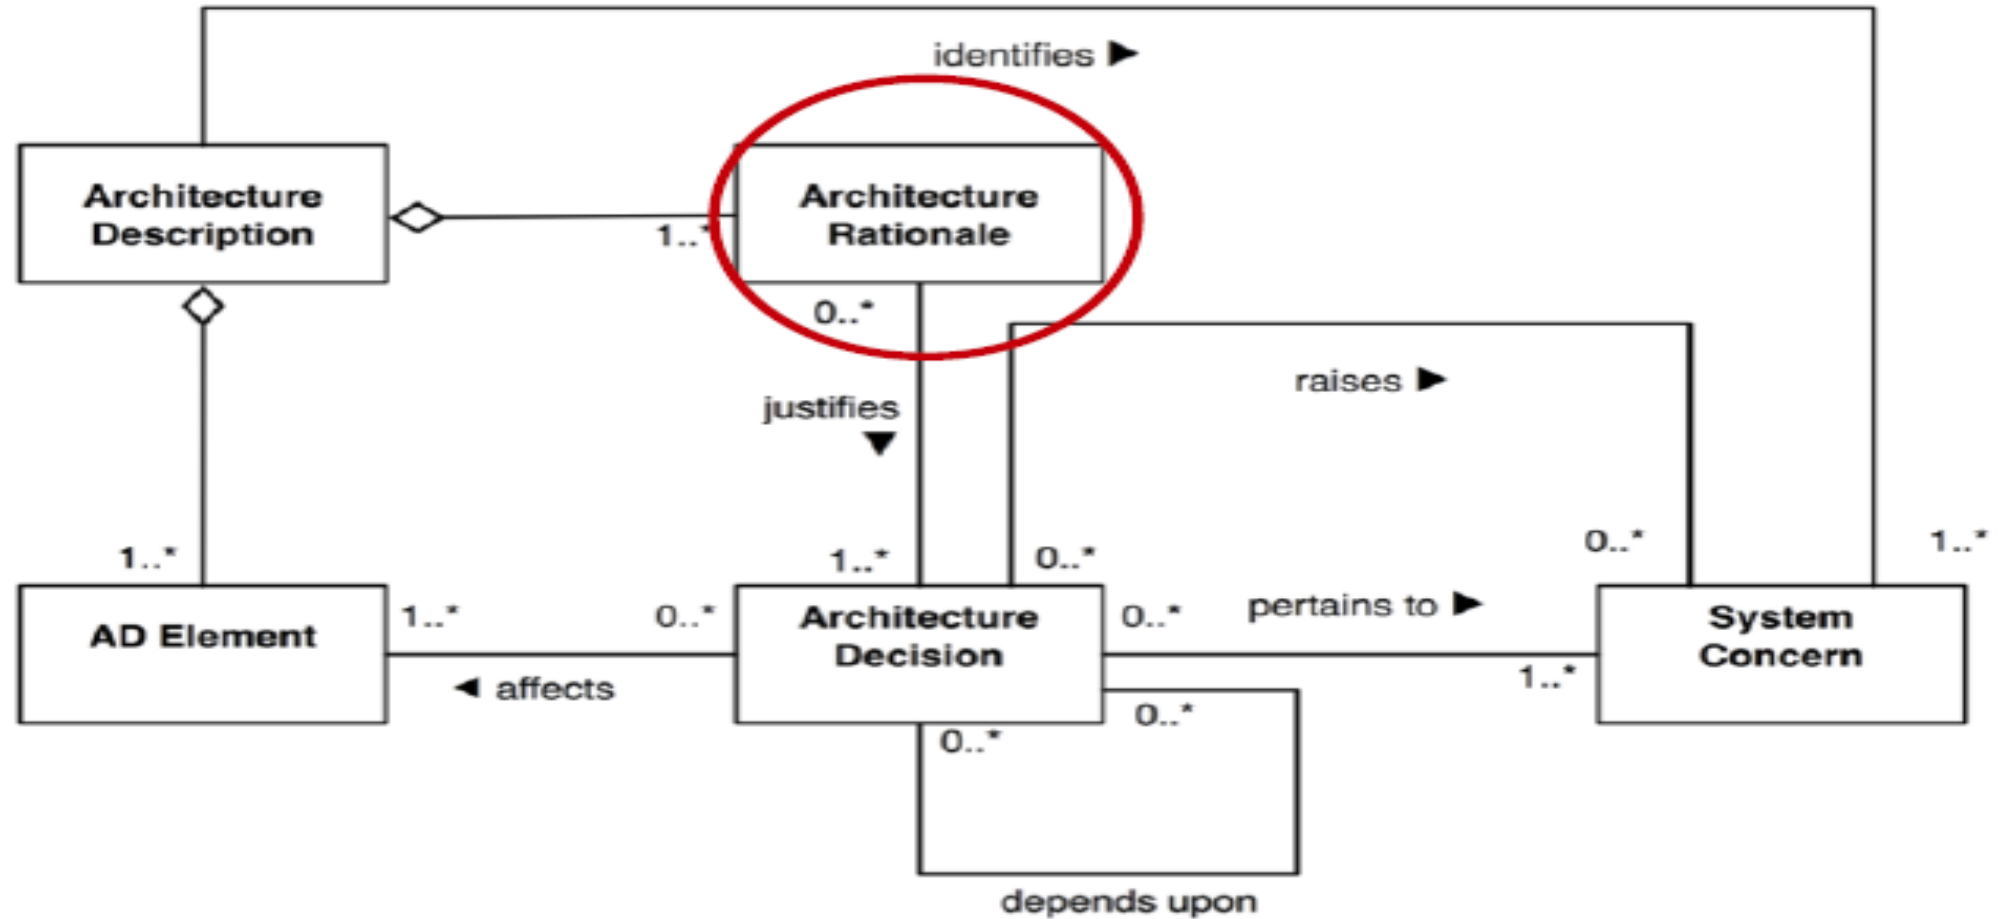 identifies ►
Architecture
Description
Architecture
Rationale
1..*
0..*
raises ►
justifies
▼
1..*
1..*
0..*
0..*
1..*
AD Element
1..*
0..*
Architecture
Decision
0..*
pertains to ►
System
Concern
1..*
◄ affects
0..*
0..*
depends upon